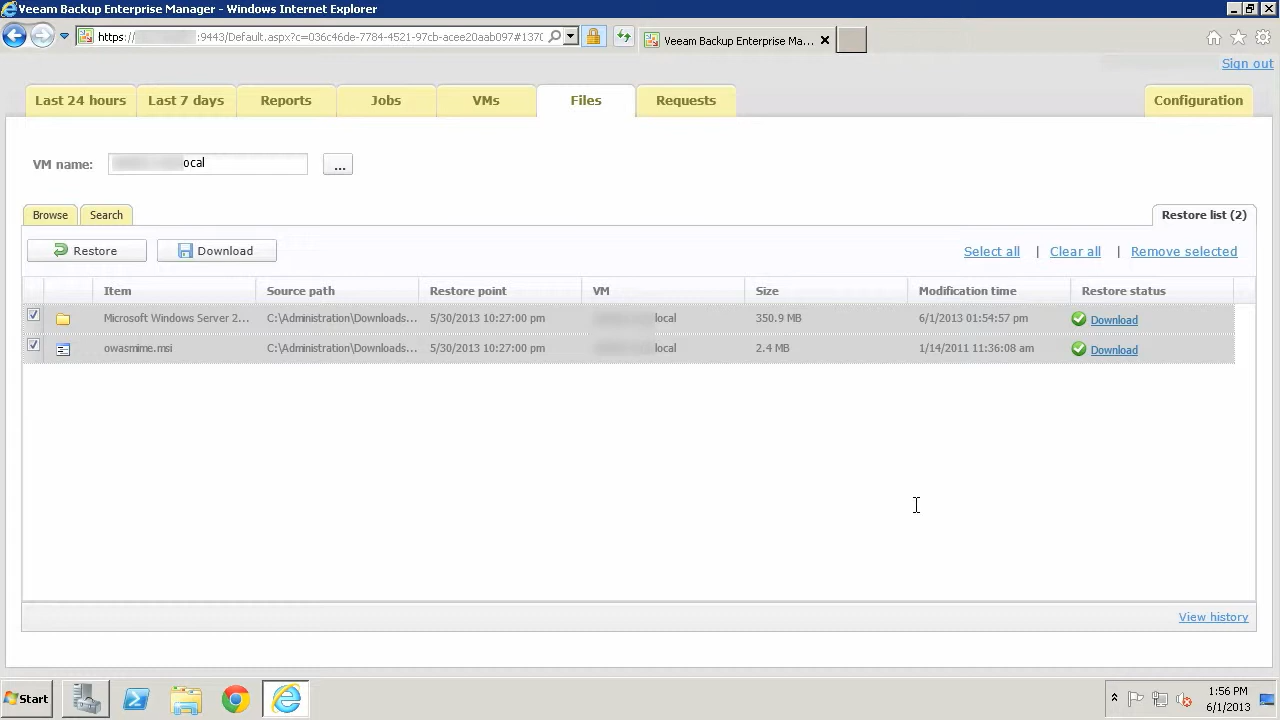 Veeam Backup Enterprise Manager - Windows Internet Explorer
https:// :9443/Default.aspx?c=036c46de-7784-4521-97cb-acee20aab097#1370
Veeam Backup Enterprise Ma...
Sign out
Last 24 hours Last 7 days Reports Jobs VMs Files Requests Configuration
VM name: ocal ...
Browse Search Restore list (2)
Restore Download Select all | Clear all | Remove selected
Item Source path Restore point VM Size Modification time Restore status
Microsoft Windows Server 2... C:\Administration\Downloads... 5/30/2013 10:27:00 pm local 350.9 MB 6/1/2013 01:54:57 pm Download
owasmime.msi C:\Administration\Downloads... 5/30/2013 10:27:00 pm local 2.4 MB 1/14/2011 11:36:08 am Download
View history
Start
1:56 PM
6/1/2013